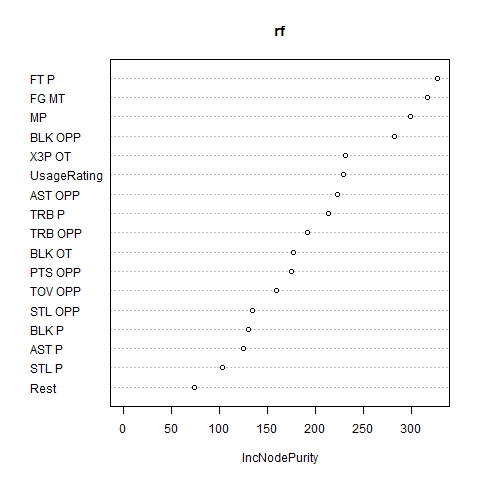 rf
FT P
FG MT
MP
BLK OPP
X3P OT
UsageRating
AST OPP
TRB P
TRB OPP
BLK OT
PTS OPP
TOV OPP
STL OPP
BLK P
AST P
STL P
Rest
0 50 100 150 200 250 300
IncNodePurity